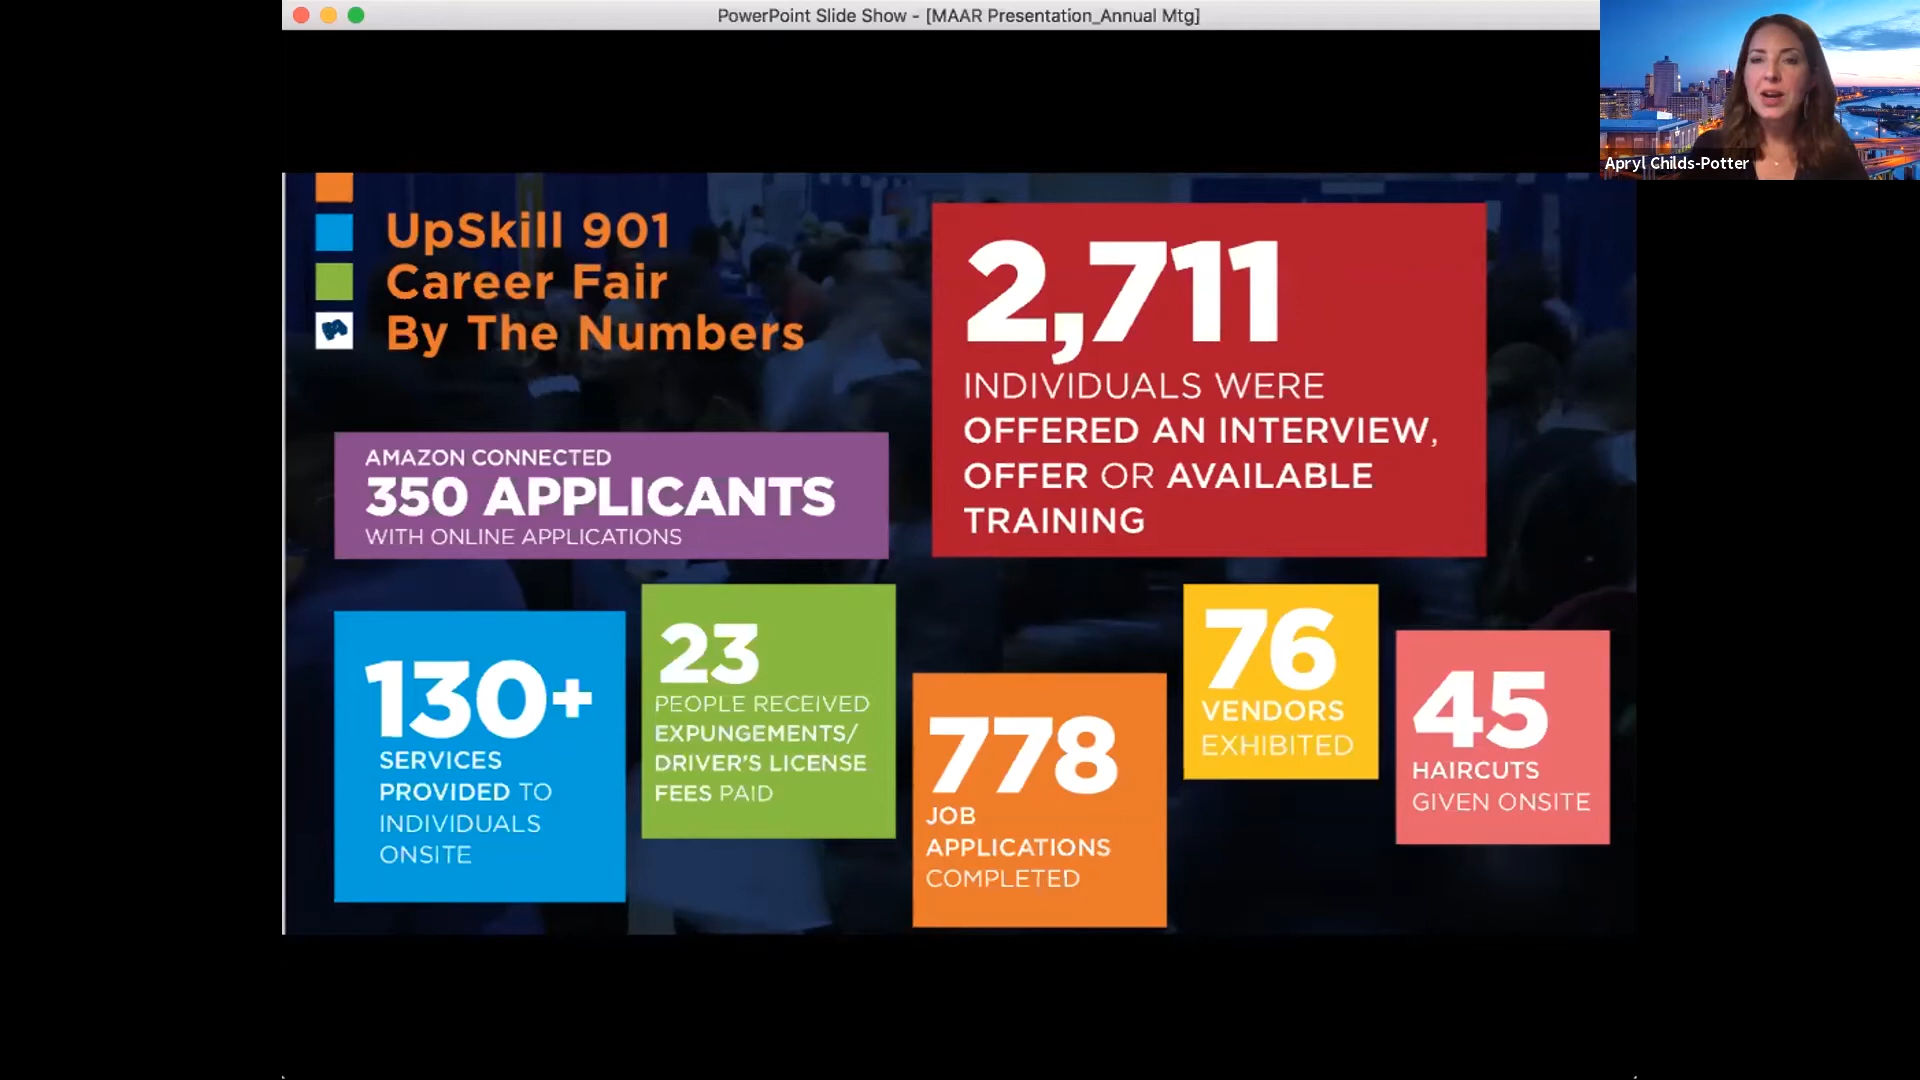 PowerPoint Slide Show - [MAAR Presentation_Annual Mtg]
Apryl Childs-Potter
UpSkill 901
Career Fair
By The Numbers
2,711
INDIVIDUALS WERE
OFFERED AN INTERVIEW,
OFFER OR AVAILABLE
TRAINING
AMAZON CONNECTED
350 APPLICANTS
WITH ONLINE APPLICATIONS
130+
SERVICES
PROVIDED TO
INDIVIDUALS
ONSITE
23
PEOPLE RECEIVED
EXPUNGEMENTS/
DRIVER'S LICENSE
FEES PAID
778
JOB
APPLICATIONS
COMPLETED
76
VENDORS
EXHIBITED
45
HAIRCUTS
GIVEN ONSITE